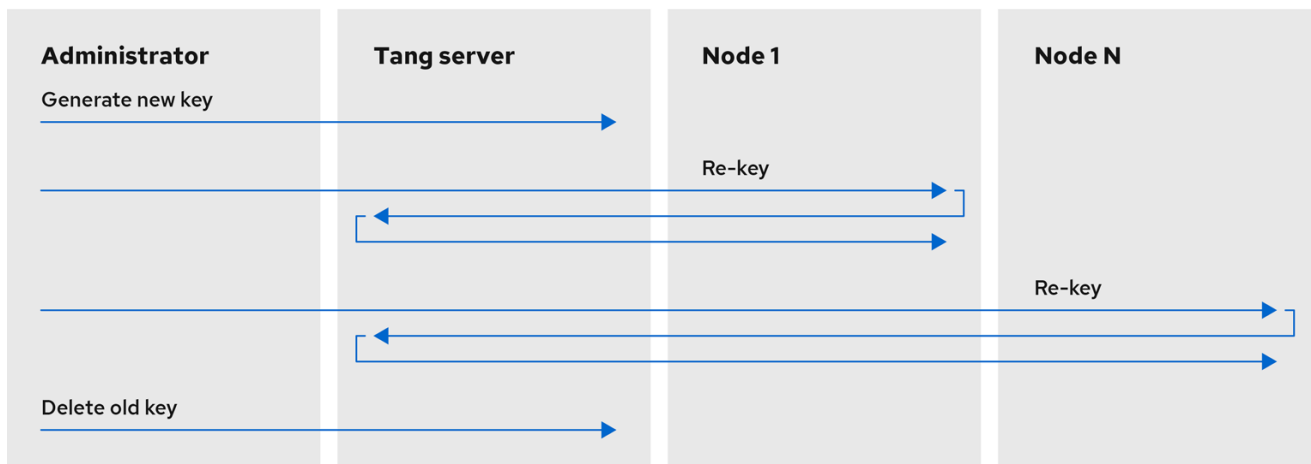 Administrator
Tang server
Node 1
Node N
Generate new key
Re-key
Re-key
Delete old key